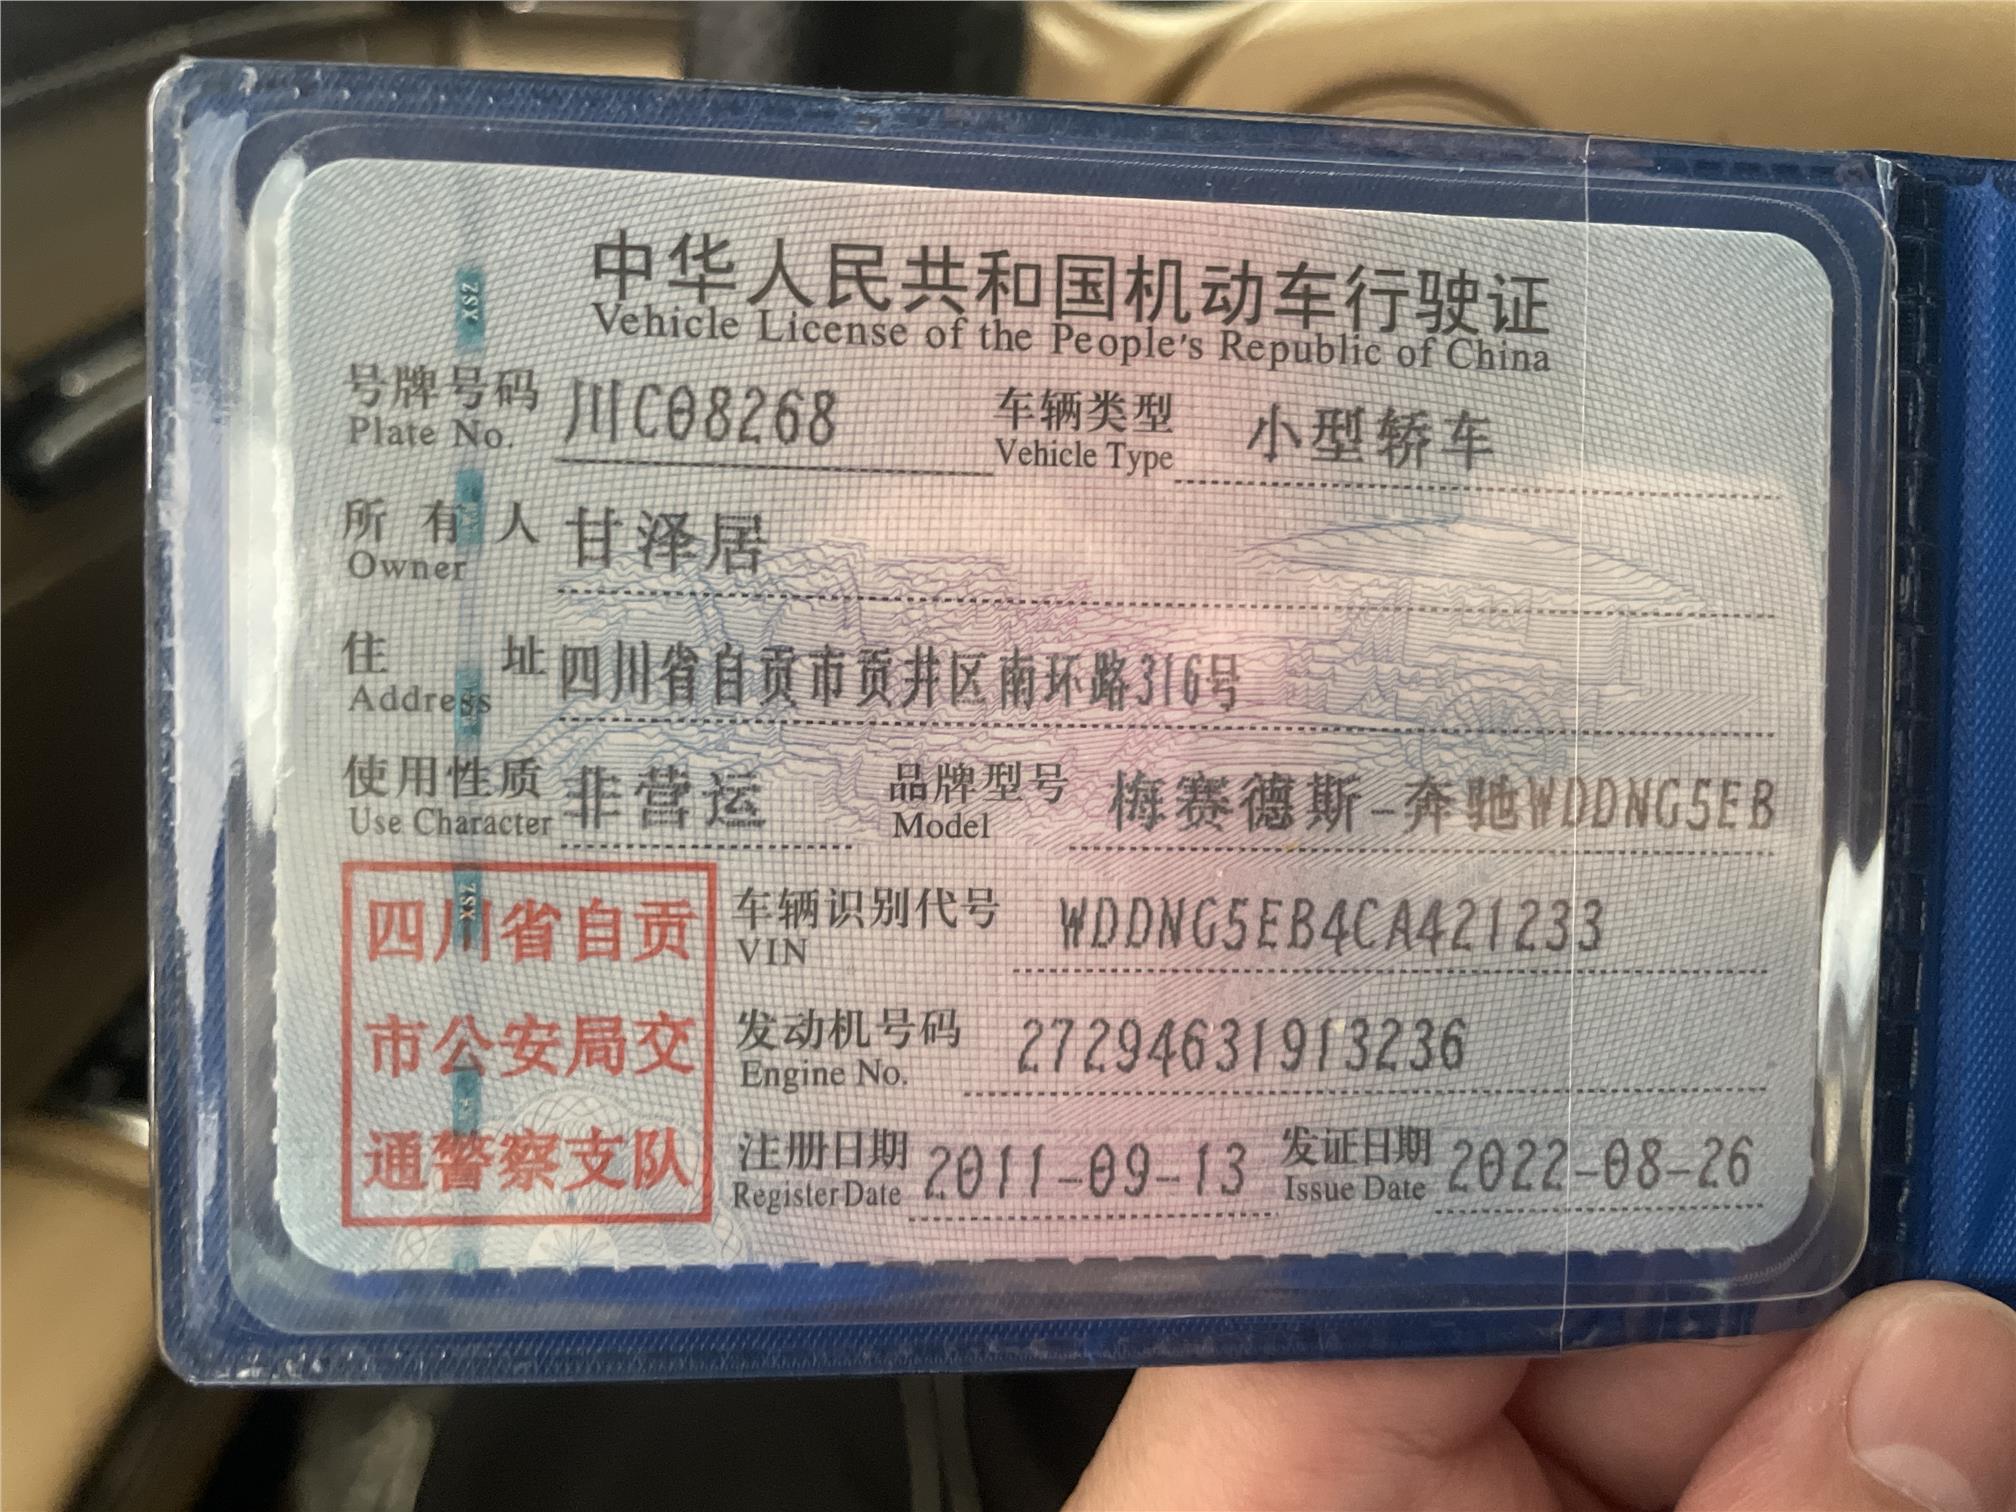 中华人民共和国机动车行驶证
Vehicle License of the People's Republic of China
号牌号码 川C08268 车辆类型 小型轿车
Plate No. Vehicle Type
所有人 甘泽居
Owner
住址 四川省自贡市贡井区南环路316号
Address
使用性质 非营运 品牌型号 梅赛德斯-奔驰WDDNG5EB
Use Character Model
四川省自贡
市公安局交
通警察支队
车辆识别代号 WDDNG5EB4CA421233
VIN
发动机号码 27294631913236
Engine No.
注册日期 2011-09-13 发证日期 2022-08-26
Register Date Issue Date
ZSX
ZSX